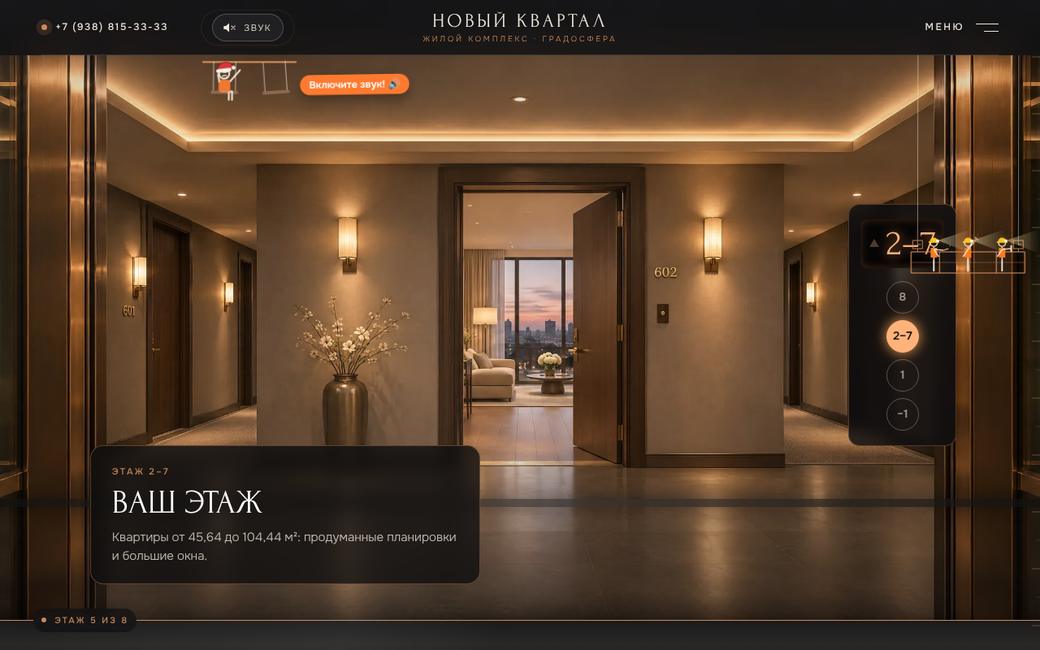 +7 (938) 815-33-33
ЗВУК
НОВЫЙ КВАРТАЛ
ЖИЛОЙ КОМПЛЕКС · ГРАДОСФЕРА
МЕНЮ
Включите звук! 🔊
2–7
8
2–7
1
–1
602
601
ЭТАЖ 2–7
ВАШ ЭТАЖ
Квартиры от 45,64 до 104,44 м²: продуманные планировки
и большие окна.
ЭТАЖ 5 ИЗ 8